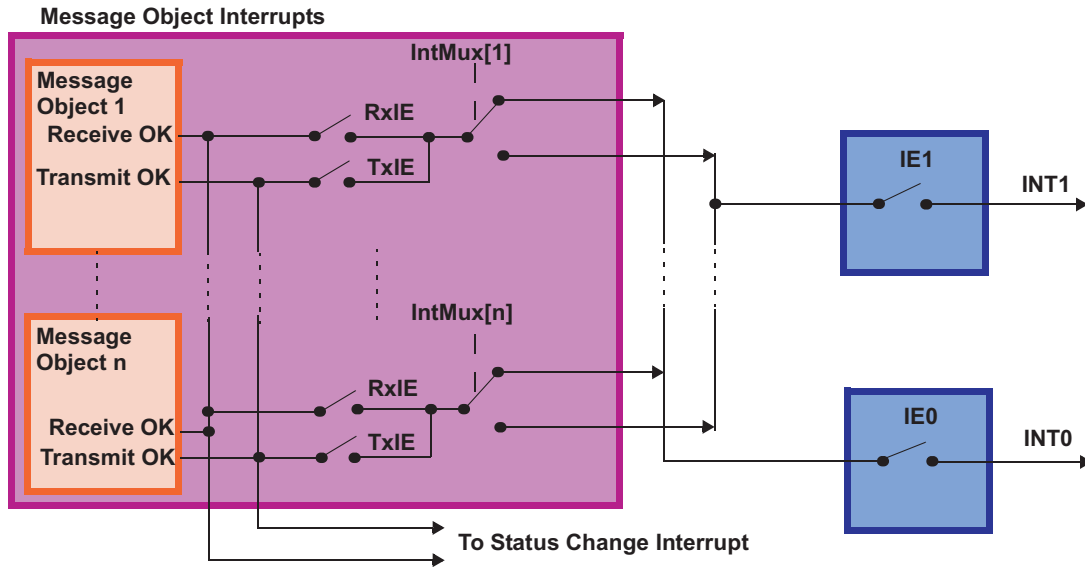 Message Object Interrupts
IntMux[1]
Message
Object 1
Receive OK
RxIE
Transmit OK
TxIE
IE1
INT1
IntMux[n]
Message
Object n
RxIE
Receive OK
TxIE
Transmit OK
IE0
INT0
To Status Change Interrupt